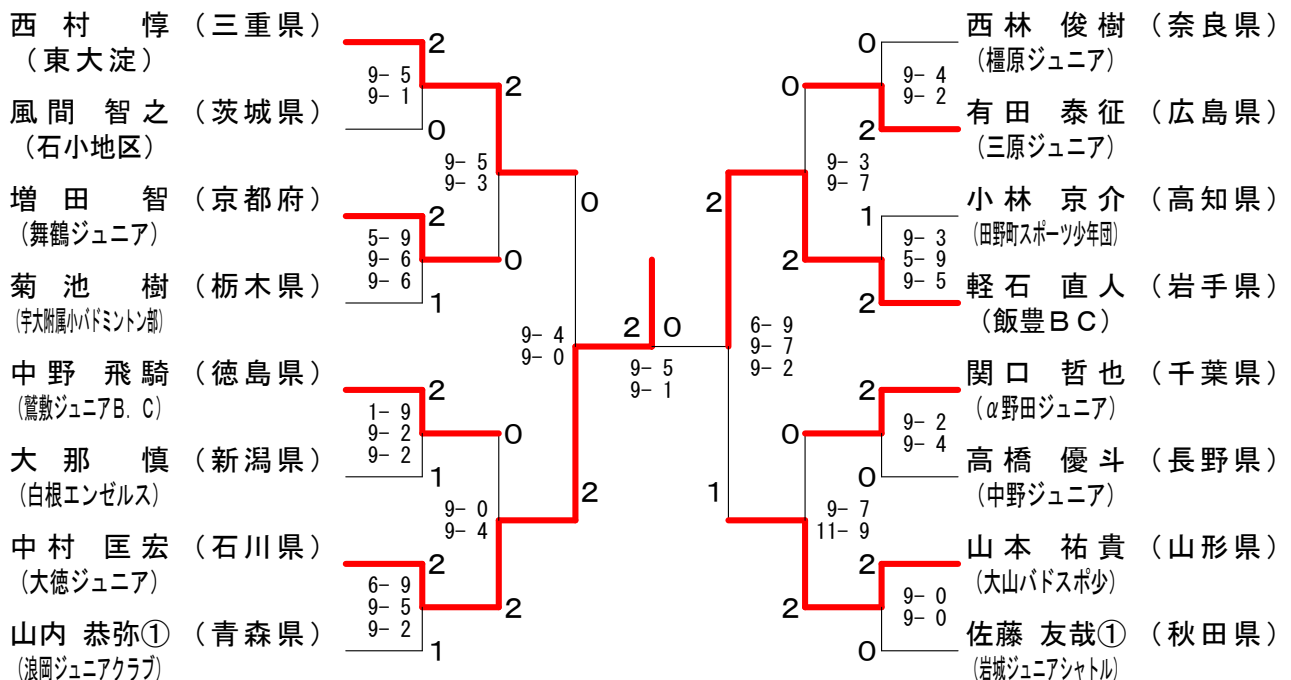 西村 惇 (三重県)
(東大淀)
風間 智之 (茨城県)
(石小地区)
増田 智 (京都府)
(舞鶴ジュニア)
菊池 樹 (栃木県)
(宇大附属小バドミントン部)
中野 飛騎 (徳島県)
(鷲敷ジュニアB.C)
大那 慎 (新潟県)
(白根エンゼルス)
中村 匡宏 (石川県)
(大徳ジュニア)
山内 恭弥① (青森県)
(浪岡ジュニアクラブ)
2
9-5
9-1
0
2
5-9
9-6
9-6
1
2
1-9
9-2
9-2
1
2
6-9
9-5
9-2
1
2
9-5
9-3
0
0
9-0
9-4
2
0
9-4
9-0
2
2 0
9-5
9-1
2
6-9
9-7
9-2
1
0
9-3
9-7
2
0
9-7
11-9
2
0
9-4
9-2
2
1
9-3
5-9
9-5
2
2
9-2
9-4
0
2
9-0
9-0
0
西林 俊樹 (奈良県)
(橿原ジュニア)
有田 泰征 (広島県)
(三原ジュニア)
小林 京介 (高知県)
(田野町スポーツ少年団)
軽石 直人 (岩手県)
(飯豊BC)
関口 哲也 (千葉県)
(α野田ジュニア)
高橋 優斗 (長野県)
(中野ジュニア)
山本 祐貴 (山形県)
(大山バドスポ少)
佐藤 友哉① (秋田県)
(岩城ジュニアシャトル)